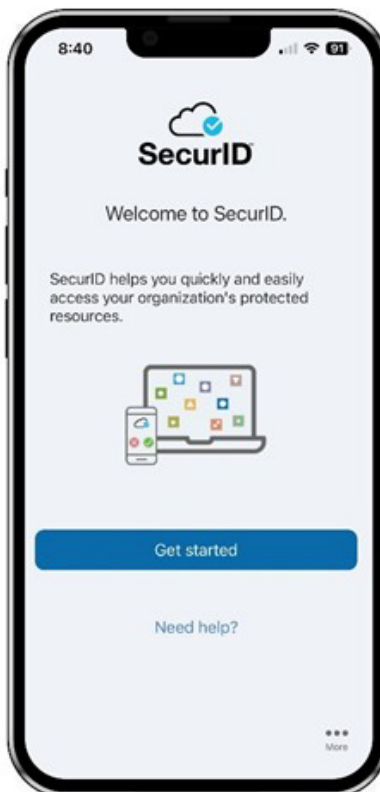 8:40
91
SecurID
Welcome to SecurID.
SecurID helps you quickly and easily
access your organization's protected
resources.
Get started
Need help?
More